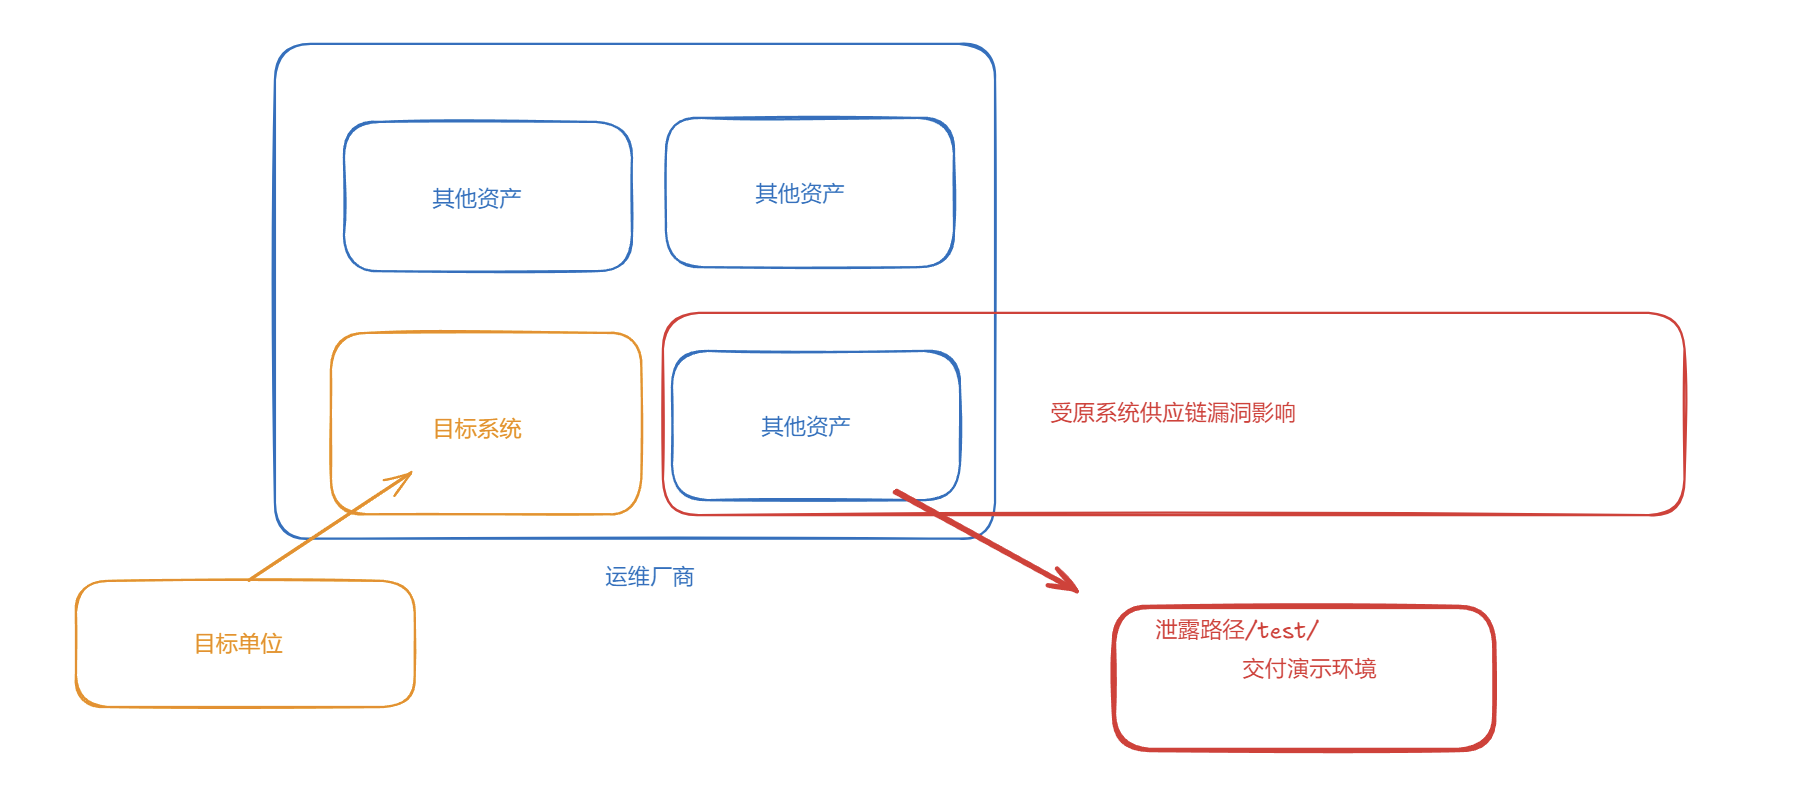 其他资产
其他资产
目标系统
其他资产
受原系统供应链漏洞影响
运维厂商
目标单位
泄露路径/test/
交付演示环境